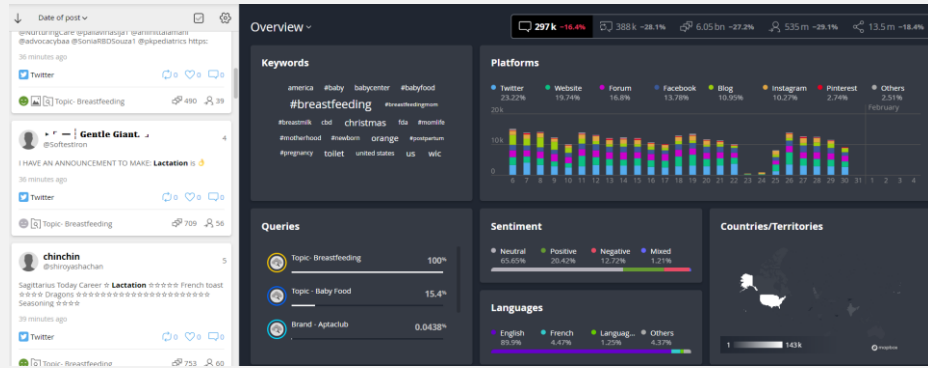 Date of post
@NurturingCare @pallavinasija1 @animittalamani
@advocacybaa @SoniaRBDSouza1 @pkpediatrics https:
36 minutes ago
Twitter
0 0 0
Topic- Breastfeeding
490 39
Gentle Giant.
4
@Softestiron
I HAVE AN ANNOUNCEMENT TO MAKE: Lactation is 👌
36 minutes ago
Twitter
0 0 0
Topic- Breastfeeding
709 56
chinchin
5
@shiroyashachan
Sagittarius Today Career ☆ Lactation ☆☆☆☆☆ French toast
☆☆☆☆ Dragons ☆☆☆☆☆☆☆☆☆☆☆☆☆☆☆☆☆☆☆☆☆☆
Seasoning ☆☆☆☆
39 minutes ago
Twitter
0 0 0
Topic- Breastfeeding
753 60
Overview
297 k -16.4% 388 k -28.1% 6.05 bn -27.2% 535 m -29.1% 13.5 m -18.4%
Keywords
america #baby babycenter #babyfood
#breastfeeding #breastfeedingmom
#breastmilk cbd christmas fda #momlife
#motherhood #newborn orange #postpartum
#pregnancy toilet united states us wic
Platforms
Twitter Website Forum Facebook Blog Instagram Pinterest Others
23.22% 19.74% 16.8% 13.78% 10.95% 10.27% 2.74% 2.51%
20k
February
10k
0
6 7 8 9 10 11 12 13 14 15 16 17 18 19 20 21 22 23 24 25 26 27 28 29 30 31 1 2 3 4
Queries
Topic- Breastfeeding 100%
Topic - Baby Food 15.4%
Brand - Aptaclub 0.0438%
Sentiment
Neutral Positive Negative Mixed
65.65% 20.42% 12.72% 1.21%
Languages
English French Languag... Others
89.9% 4.47% 1.25% 4.37%
Countries/Territories
1 143 k
mapbox